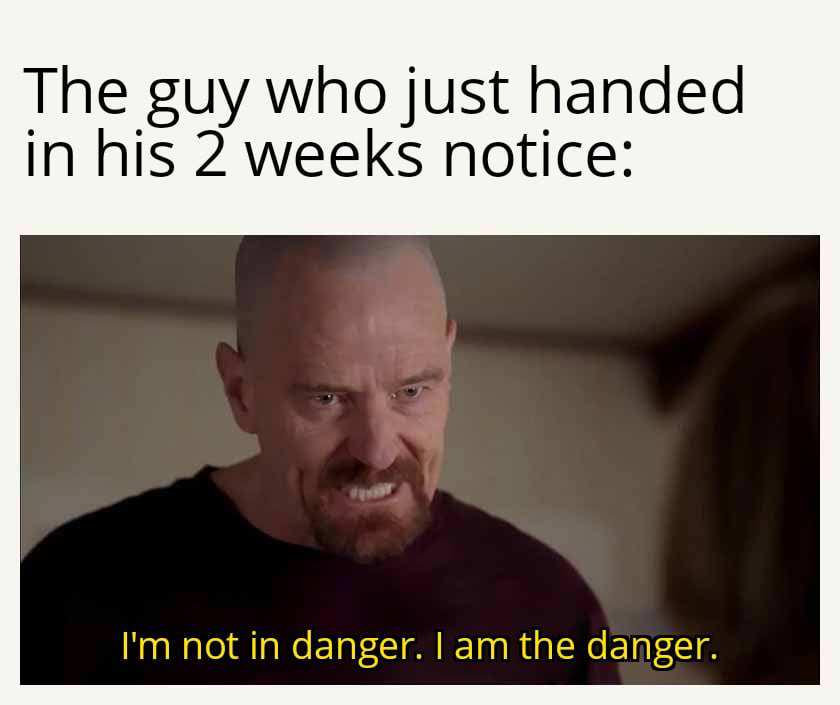 The guy who just handed
in his 2 weeks notice:
I'm not in danger. I am the danger.